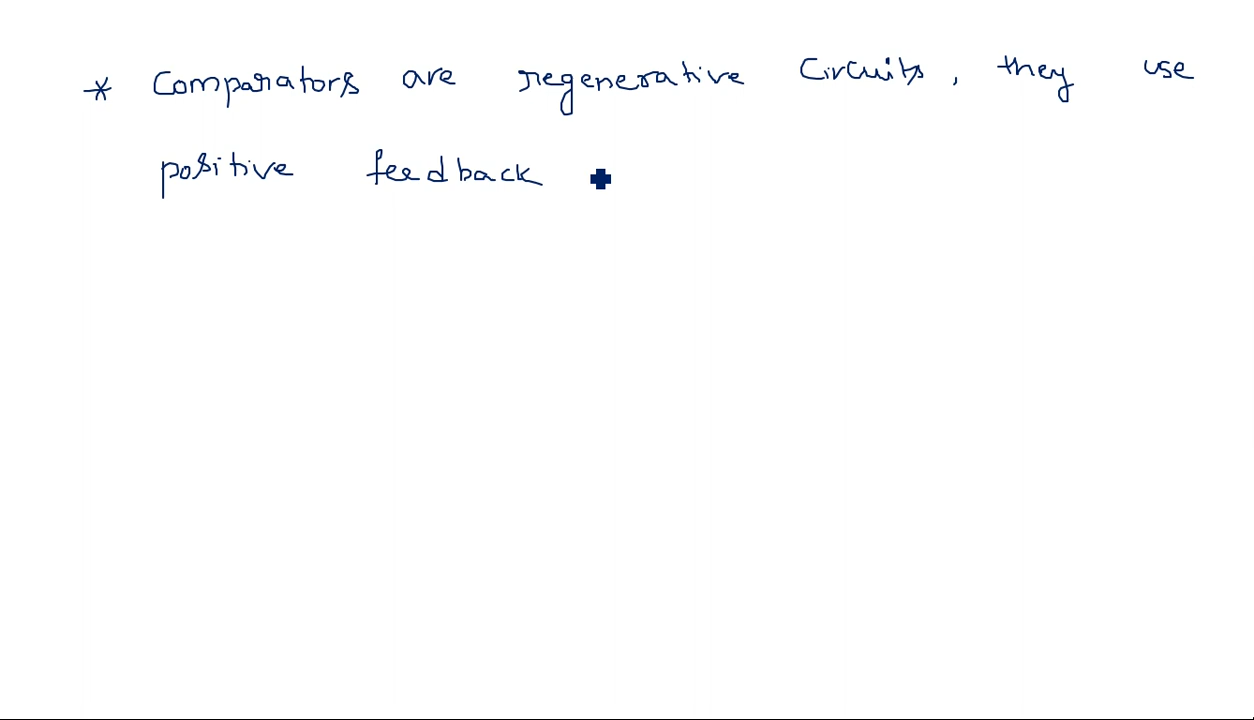 * Comparators are regenerative Circuits, they use
positive feedback